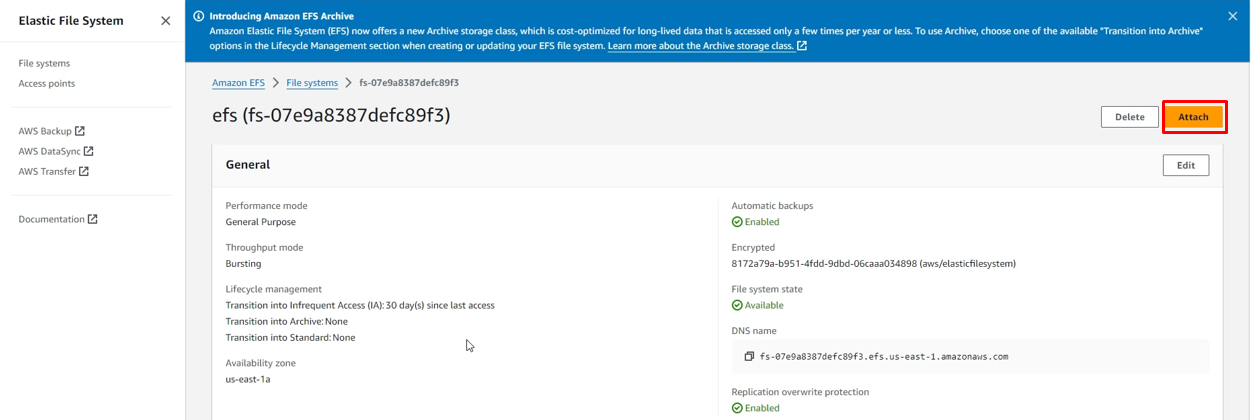 Elastic File System
File systems
Access points
AWS Backup
AWS DataSync
AWS Transfer
Documentation
Introducing Amazon EFS Archive
Amazon Elastic File System (EFS) now offers a new Archive storage class, which is cost-optimized for long-lived data that is accessed only a few times per year or less. To use Archive, choose one of the available "Transition into Archive"
options in the Lifecycle Management section when creating or updating your EFS file system. Learn more about the Archive storage class.
Amazon EFS > File systems > fs-07e9a8387defc89f3
efs (fs-07e9a8387defc89f3)
Delete
Attach
General
Edit
Performance mode
General Purpose
Throughput mode
Bursting
Lifecycle management
Transition into Infrequent Access (IA): 30 day(s) since last access
Transition into Archive: None
Transition into Standard: None
Availability zone
us-east-1a
Automatic backups
Enabled
Encrypted
8172a79a-b951-4fdd-9dbd-06caaa034898 (aws/elasticfilesystem)
File system state
Available
DNS name
fs-07e9a8387defc89f3.efs.us-east-1.amazonaws.com
Replication overwrite protection
Enabled